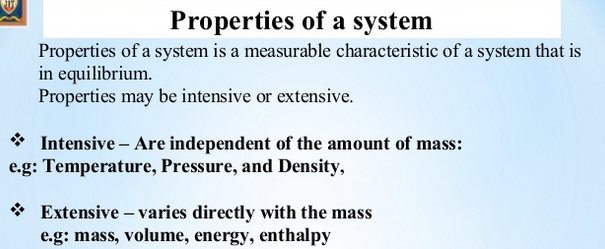 Properties of a system
Properties of a system is a measurable characteristic of a system that is
in equilibrium.
Properties may be intensive or extensive.
❖ Intensive – Are independent of the amount of mass:
e.g: Temperature, Pressure, and Density,
❖ Extensive – varies directly with the mass
e.g: mass, volume, energy, enthalpy